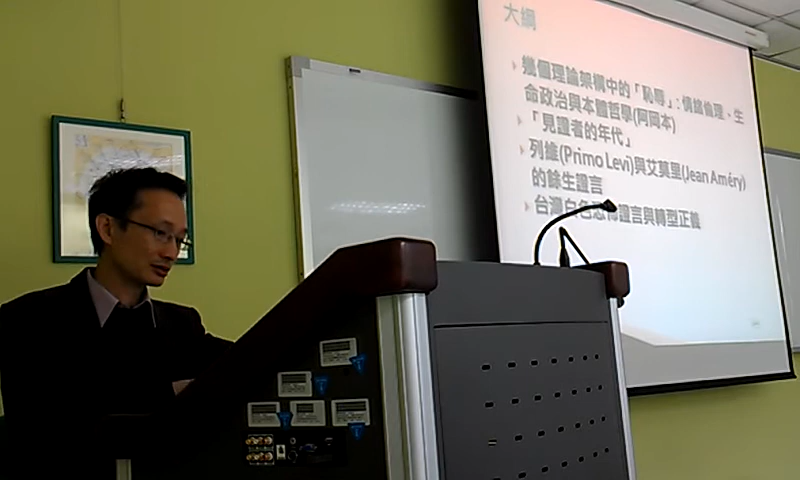 大綱
幾個理論架構中的「恥辱」：情緒倫理、生
命政治與本體哲學(阿岡本)
「見證者的年代」
列維(Primo Levi)與艾莫里(Jean Améry)
的餘生證言
台灣白色恐怖證言與轉型正義